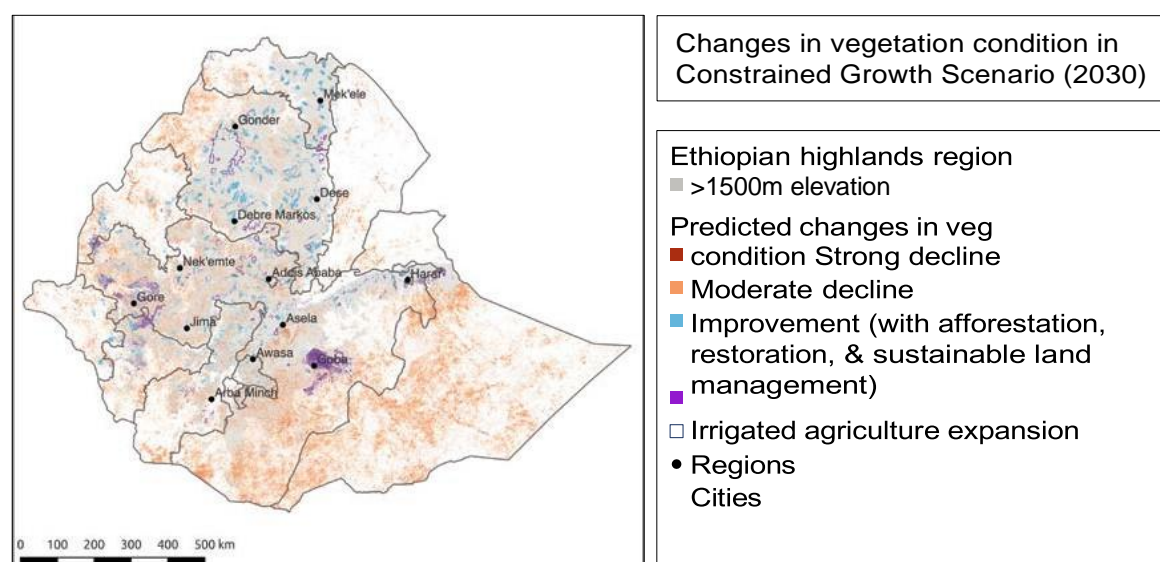 Changes in vegetation condition in
Constrained Growth Scenario (2030)
Ethiopian highlands region
>1500m elevation
Predicted changes in veg
condition Strong decline
Moderate decline
Improvement (with afforestation,
restoration, & sustainable land
management)
Irrigated agriculture expansion
Regions
Cities
Mek'ele
Gonder
Dese
Debre Markos
Nek'emte
Addis Ababa
Harar
Gore
Jima
Asela
Awasa
Goba
Arba Minch
0 100 200 300 400 500 km